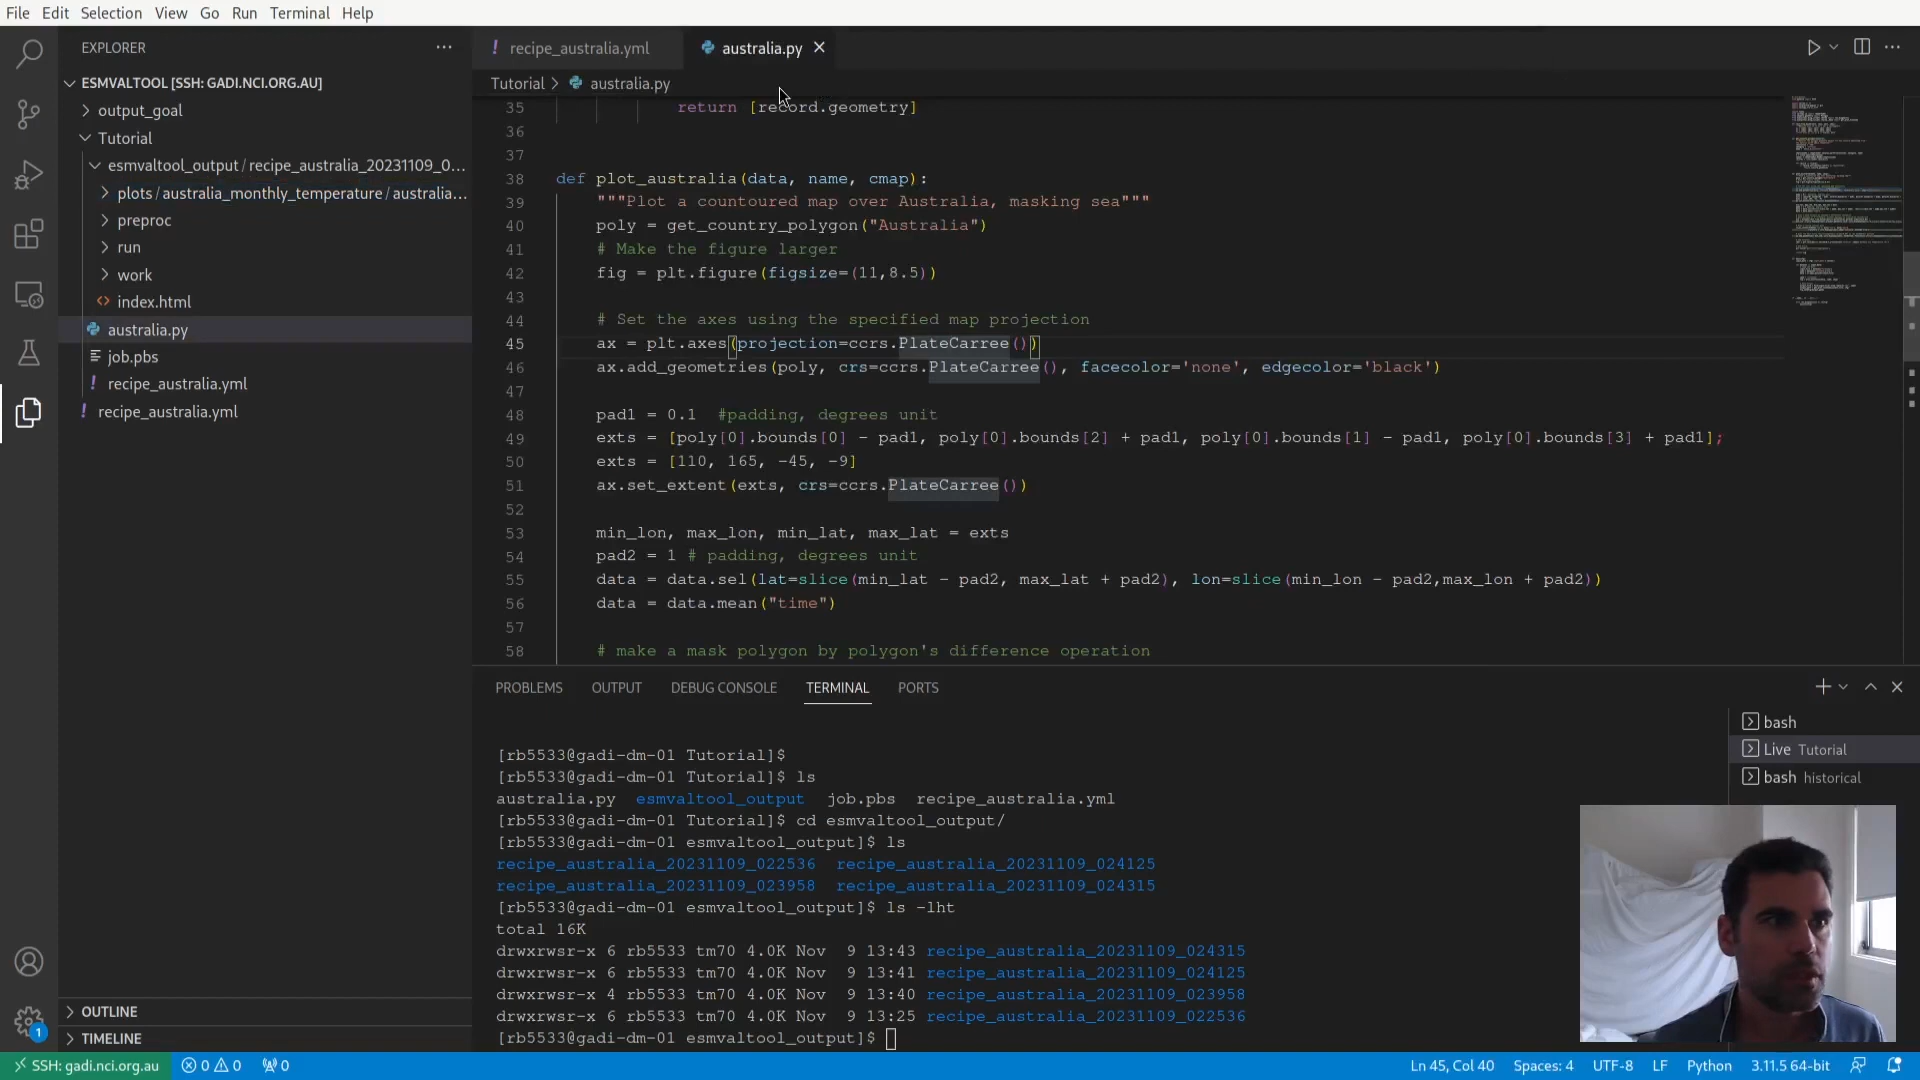 File Edit Selection View Go Run Terminal Help
EXPLORER
ESMVALTOOL [SSH: GADI.NCI.ORG.AU]
output_goal
Tutorial
esmvaltool_output/recipe_australia_20231109_0...
plots/australia_monthly_temperature/australia...
preproc
run
work
index.html
australia.py
job.pbs
recipe_australia.yml
recipe_australia.yml
OUTLINE
TIMELINE
recipe_australia.yml australia.py
Tutorial > australia.py
35 return [record.geometry]
36
37
38 def plot_australia(data, name, cmap):
39 """Plot a countoured map over Australia, masking sea"""
40 poly = get_country_polygon("Australia")
41 # Make the figure larger
42 fig = plt.figure(figsize=(11,8.5))
43
44 # Set the axes using the specified map projection
45 ax = plt.axes(projection=ccrs.PlateCarree())
46 ax.add_geometries(poly, crs=ccrs.PlateCarree(), facecolor='none', edgecolor='black')
47
48 pad1 = 0.1 #padding, degrees unit
49 exts = [poly[0].bounds[0] - pad1, poly[0].bounds[2] + pad1, poly[0].bounds[1] - pad1, poly[0].bounds[3] + pad1];
50 exts = [110, 165, -45, -9]
51 ax.set_extent(exts, crs=ccrs.PlateCarree())
52
53 min_lon, max_lon, min_lat, max_lat = exts
54 pad2 = 1 # padding, degrees unit
55 data = data.sel(lat=slice(min_lat - pad2, max_lat + pad2), lon=slice(min_lon - pad2,max_lon + pad2))
56 data = data.mean("time")
57
58 # make a mask polygon by polygon's difference operation
PROBLEMS OUTPUT DEBUG CONSOLE TERMINAL PORTS
[rb5533@gadi-dm-01 Tutorial]$
[rb5533@gadi-dm-01 Tutorial]$ ls
australia.py esmvaltool_output job.pbs recipe_australia.yml
[rb5533@gadi-dm-01 Tutorial]$ cd esmvaltool_output/
[rb5533@gadi-dm-01 esmvaltool_output]$ ls
recipe_australia_20231109_022536 recipe_australia_20231109_024125
recipe_australia_20231109_023958 recipe_australia_20231109_024315
[rb5533@gadi-dm-01 esmvaltool_output]$ ls -lht
total 16K
drwxrwsr-x 6 rb5533 tm70 4.0K Nov 9 13:43 recipe_australia_20231109_024315
drwxrwsr-x 6 rb5533 tm70 4.0K Nov 9 13:41 recipe_australia_20231109_024125
drwxrwsr-x 4 rb5533 tm70 4.0K Nov 9 13:40 recipe_australia_20231109_023958
drwxrwsr-x 6 rb5533 tm70 4.0K Nov 9 13:25 recipe_australia_20231109_022536
[rb5533@gadi-dm-01 esmvaltool_output]$
bash
Live Tutorial
bash historical
1
SSH: gadi.nci.org.au 0 0 0 Ln 45, Col 40 Spaces: 4 UTF-8 LF Python 3.11.5 64-bit